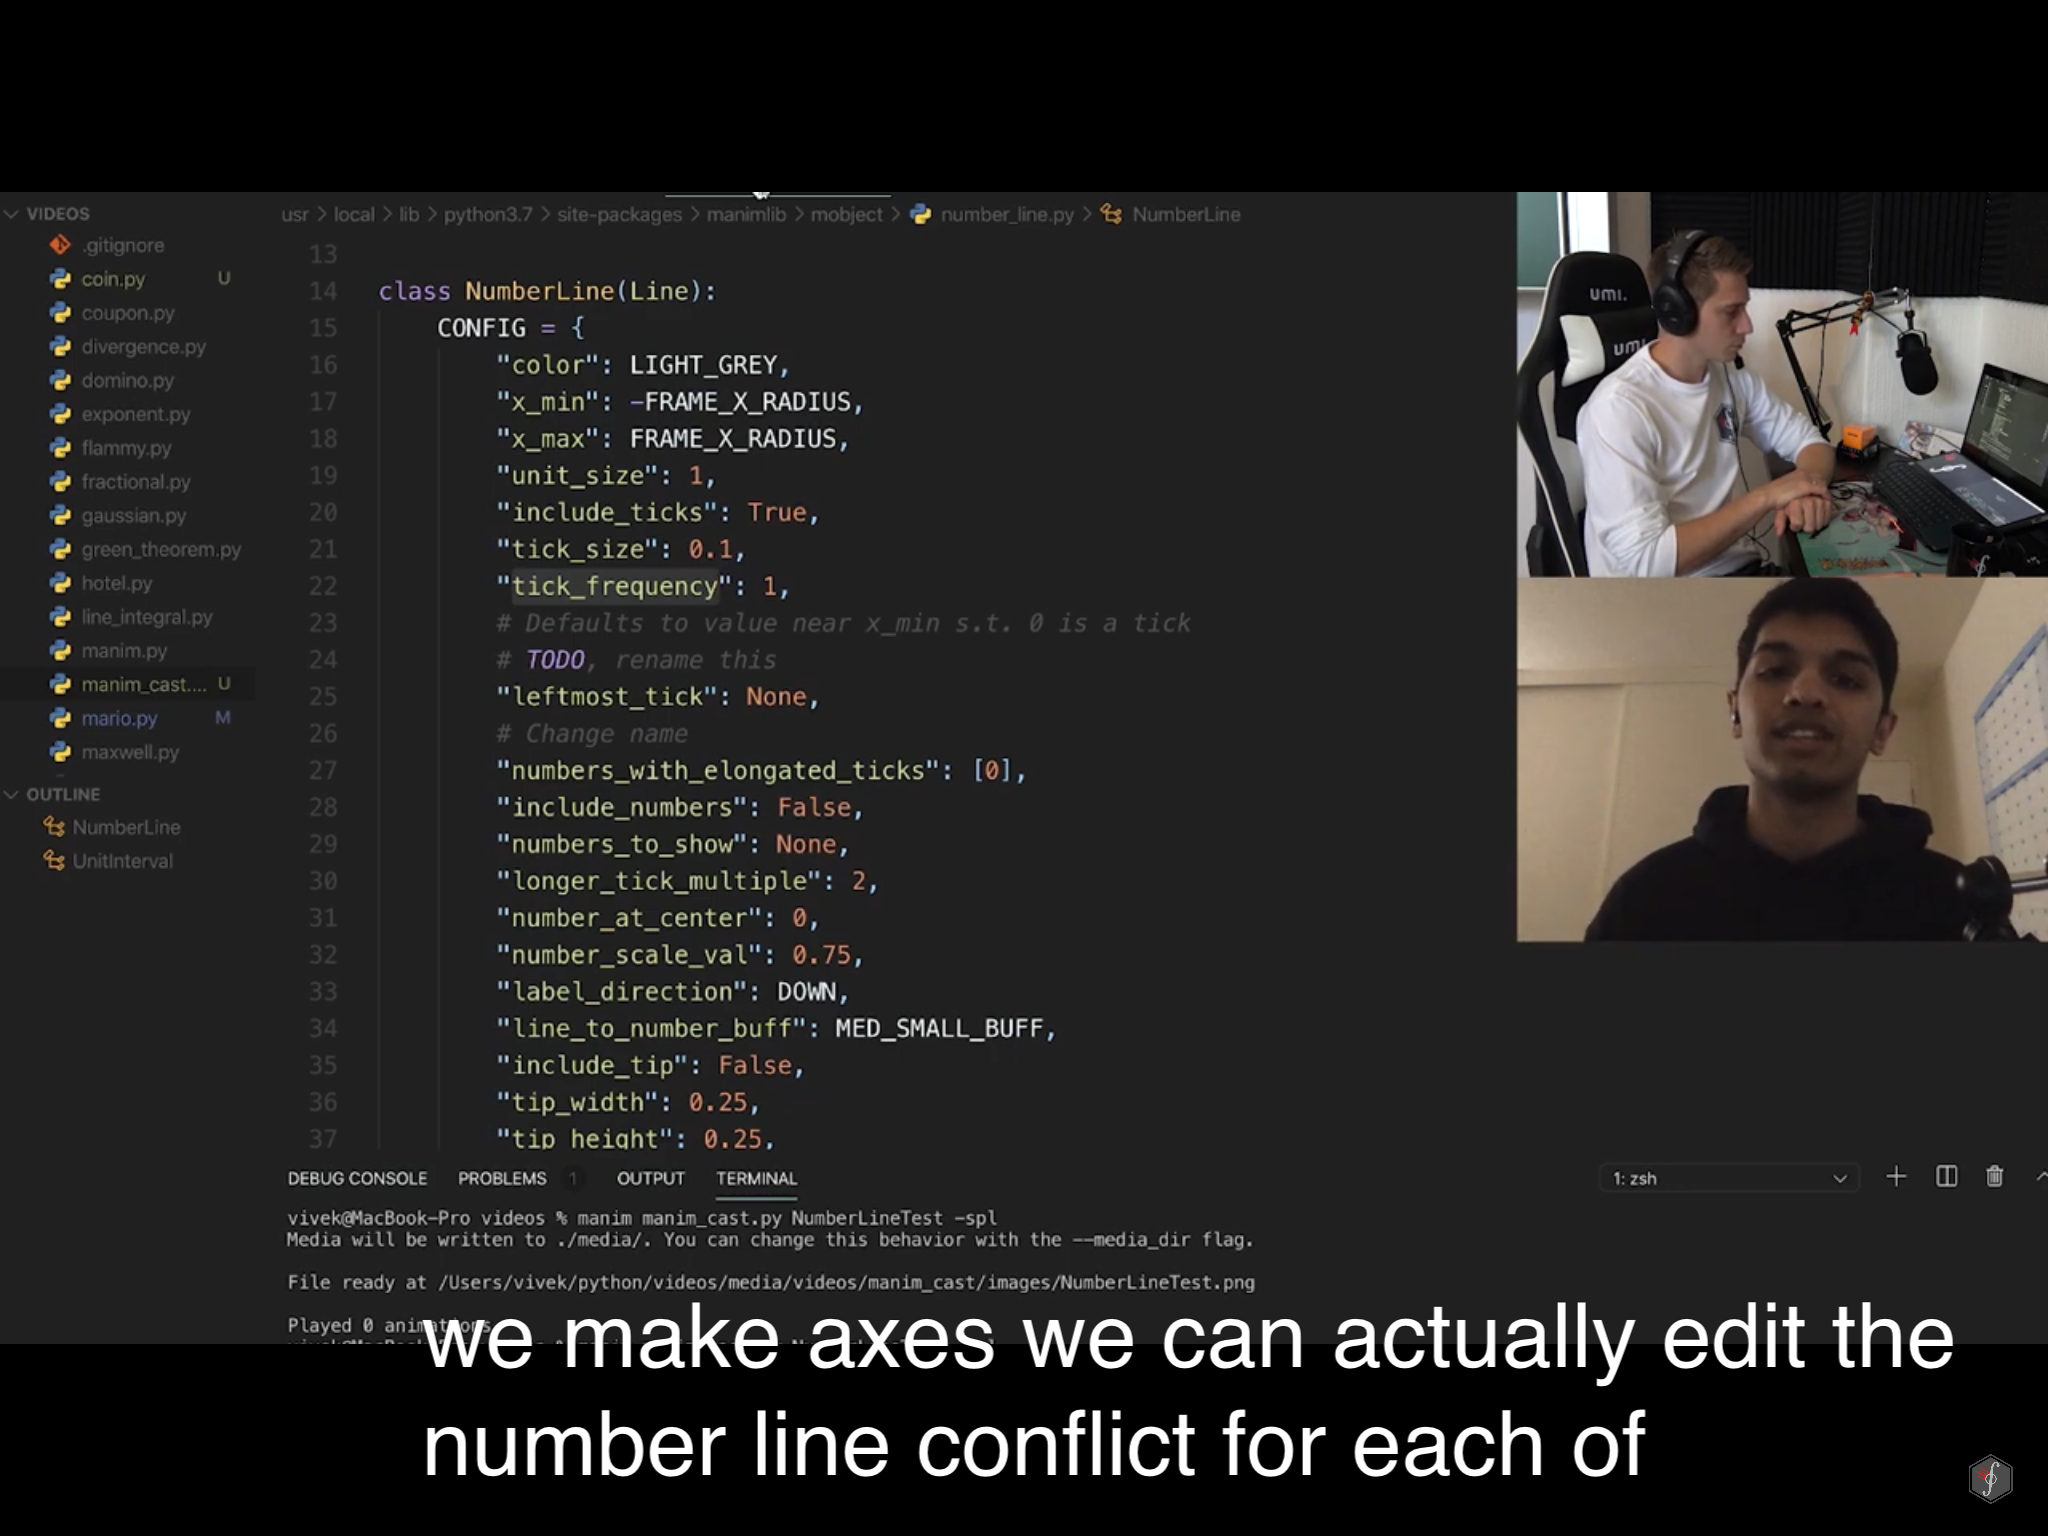 VIDEOS
.gitignore
coin.py U
coupon.py
divergence.py
domino.py
exponent.py
flammy.py
fractional.py
gaussian.py
green_theorem.py
hotel.py
line_integral.py
manim.py
manim_cast.... U
mario.py M
maxwell.py
OUTLINE
NumberLine
UnitInterval
usr > local > lib > python3.7 > site-packages > manimlib > mobject > number_line.py > NumberLine
13
14 class NumberLine(Line):
15 CONFIG = {
16 "color": LIGHT_GREY,
17 "x_min": -FRAME_X_RADIUS,
18 "x_max": FRAME_X_RADIUS,
19 "unit_size": 1,
20 "include_ticks": True,
21 "tick_size": 0.1,
22 "tick_frequency": 1,
23 # Defaults to value near x_min s.t. 0 is a tick
24 # TODO, rename this
25 "leftmost_tick": None,
26 # Change name
27 "numbers_with_elongated_ticks": [0],
28 "include_numbers": False,
29 "numbers_to_show": None,
30 "longer_tick_multiple": 2,
31 "number_at_center": 0,
32 "number_scale_val": 0.75,
33 "label_direction": DOWN,
34 "line_to_number_buff": MED_SMALL_BUFF,
35 "include_tip": False,
36 "tip_width": 0.25,
37 "tip_height": 0.25,
umi.
umi.
DEBUG CONSOLE PROBLEMS 1 OUTPUT TERMINAL
1: zsh
vivek@MacBook-Pro videos % manim manim_cast.py NumberLineTest -spl
Media will be written to ./media/. You can change this behavior with the --media_dir flag.
File ready at /Users/vivek/python/videos/media/videos/manim_cast/images/NumberLineTest.png
Played 0 animations
we make axes we can actually edit the
number line conflict for each of